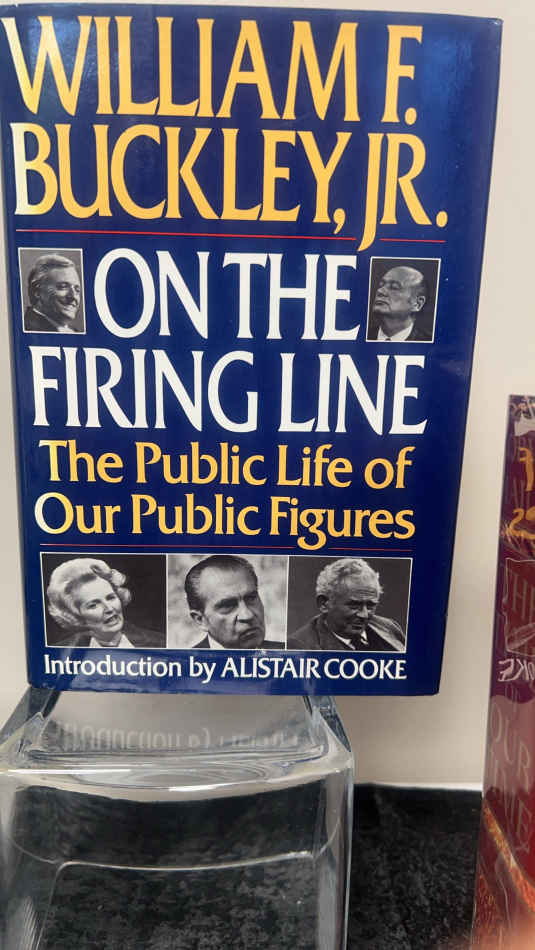 WILLIAM F.
BUCKLEY, JR.
ON THE
FIRING LINE
The Public Life of
Our Public Figures
Introduction by ALISTAIR COOKE